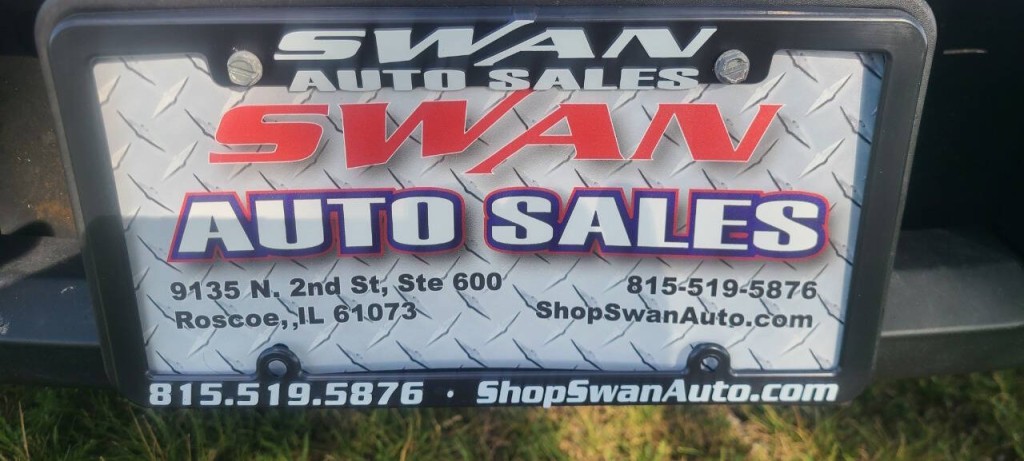 SWAN
AUTO SALES
SWAN
AUTO SALES
9135 N. 2nd St, Ste 600
Roscoe,,IL 61073
815-519-5876
ShopSwanAuto.com
815.519.5876 · ShopSwanAuto.com